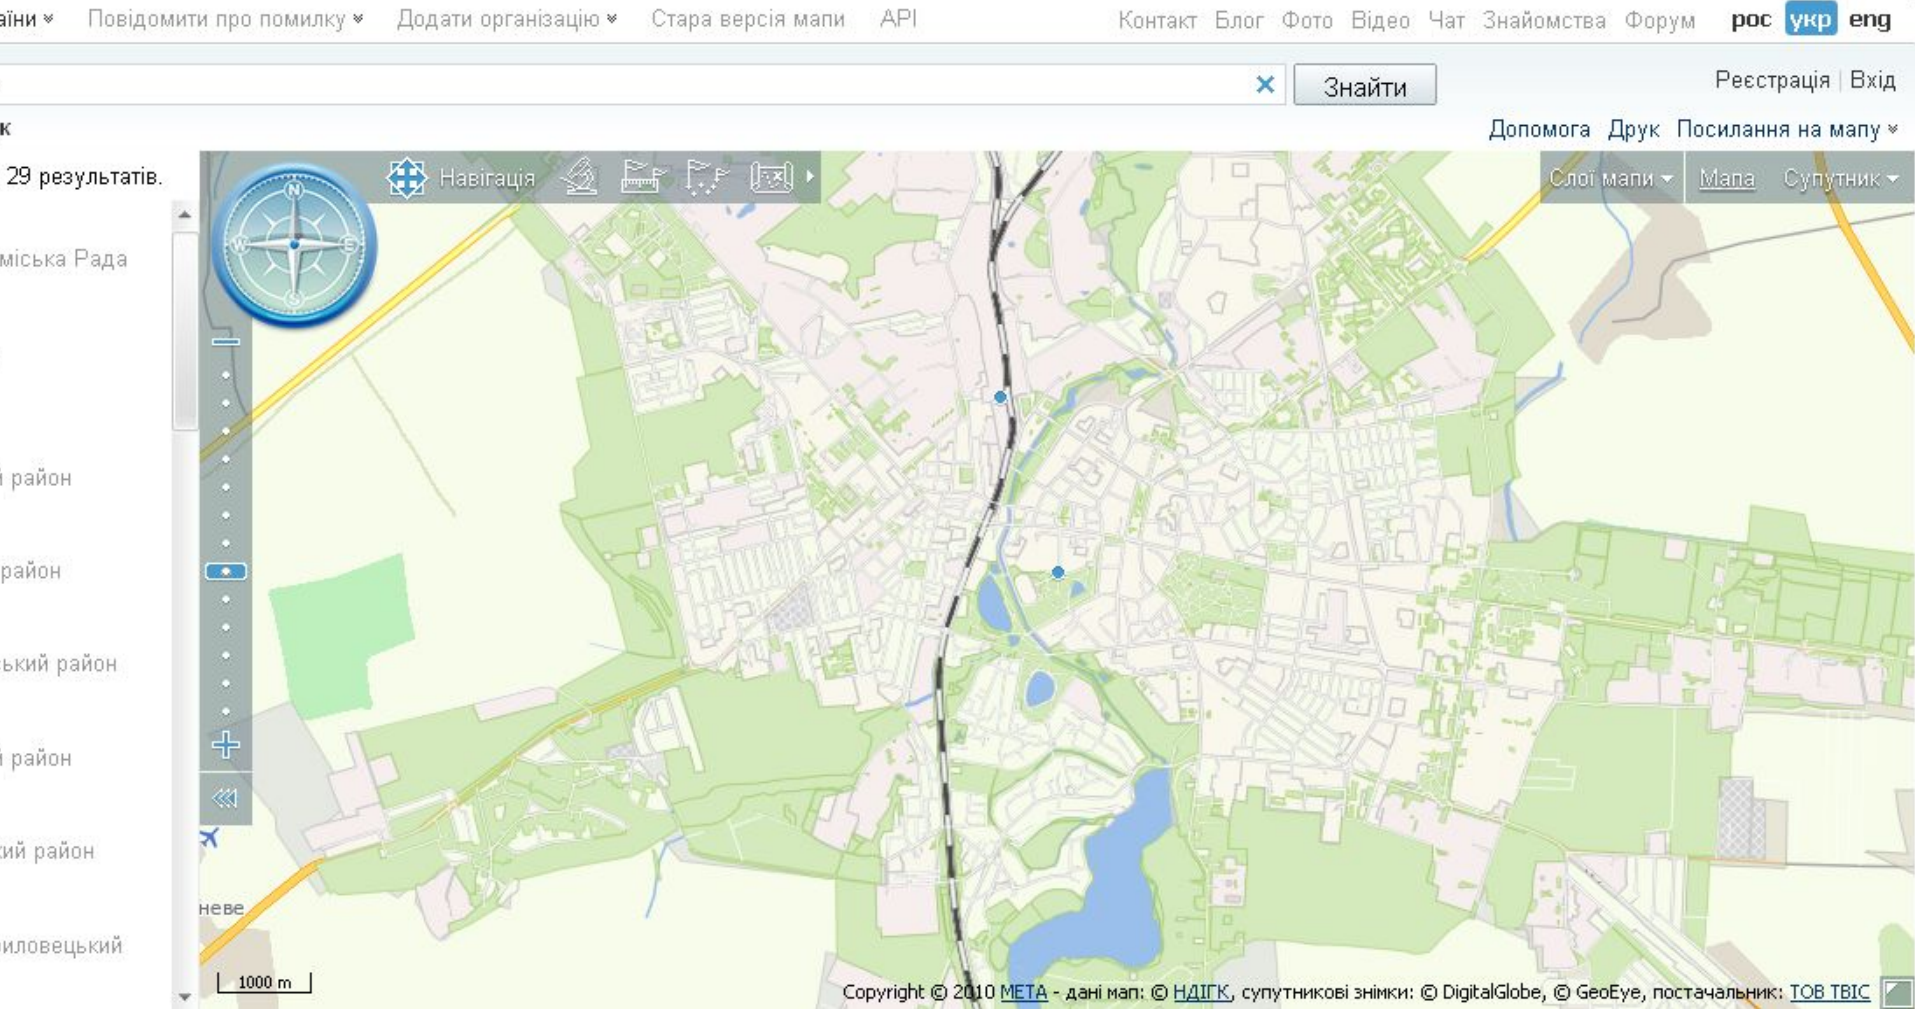 аїни Повідомити про помилку Додати організацію Стара версія мапи API Контакт Блог Фото Відео Чат Знайомства Форум рос укр eng
Знайти Реєстрація Вхід
к Допомога Друк Посилання на мапу
29 результатів. Навігація Слої мапи Мапа Супутник
N
W E
S
міська Рада
район
район
ький район
й район
кий район
неве
иловецький
1000 m
Copyright © 2010 МЕТА - дані мап: © НДІГК, супутникові знімки: © DigitalGlobe, © GeoEye, постачальник: ТОВ ТВІС